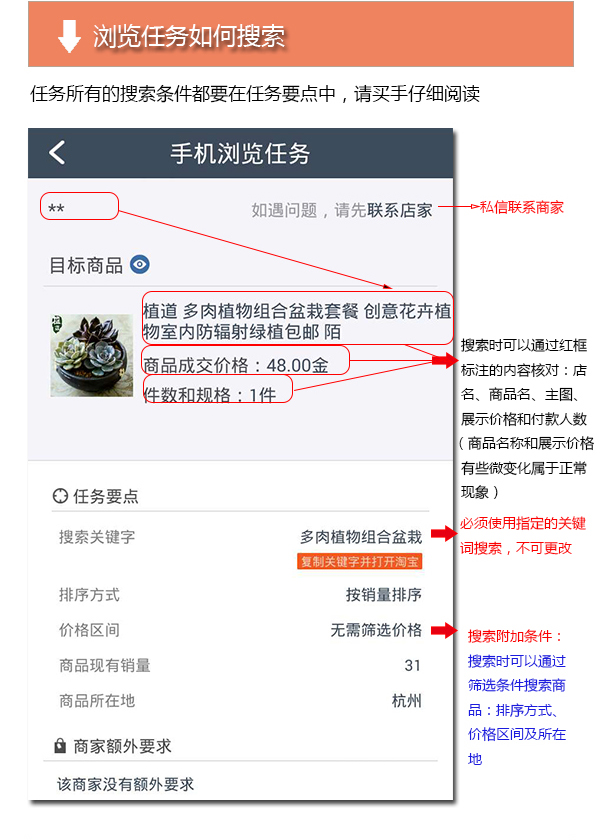 浏览任务如何搜索
任务所有的搜索条件都要在任务要点中，请买手仔细阅读
手机浏览任务
**
如遇问题，请先联系店家
私信联系商家
目标商品
植道 多肉植物组合盆栽套餐 创意花卉植
物室内防辐射绿植包邮 陌
商品成交价格：48.00金
件数和规格：1件
搜索时可以通过红框
标注的内容核对：店
名、商品名、主图、
展示价格和付款人数
（商品名称和展示价格
有些微变化属于正常
现象）
任务要点
搜索关键字
多肉植物组合盆栽
复制关键字并打开淘宝
必须使用指定的关键
词搜索，不可更改
排序方式
按销量排序
价格区间
无需筛选价格
商品现有销量
31
商品所在地
杭州
搜索附加条件：
搜索时可以通过
筛选条件搜索商
品：排序方式、
价格区间及所在
地
商家额外要求
该商家没有额外要求